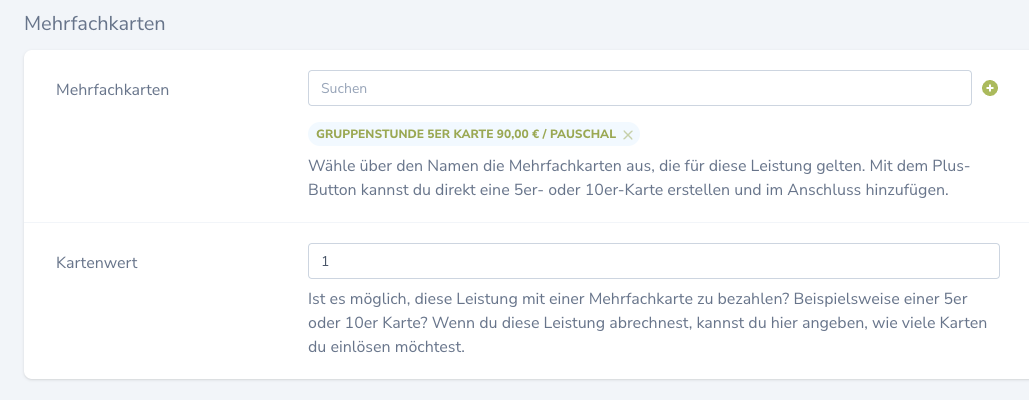 Mehrfachkarten
Mehrfachkarten
Suchen
GRUPPENSTUNDE 5ER KARTE 90,00 € / PAUSCHAL
Wähle über den Namen die Mehrfachkarten aus, die für diese Leistung gelten. Mit dem Plus-
Button kannst du direkt eine 5er- oder 10er-Karte erstellen und im Anschluss hinzufügen.
Kartenwert
1
Ist es möglich, diese Leistung mit einer Mehrfachkarte zu bezahlen? Beispielsweise einer 5er
oder 10er Karte? Wenn du diese Leistung abrechnest, kannst du hier angeben, wie viele Karten
du einlösen möchtest.